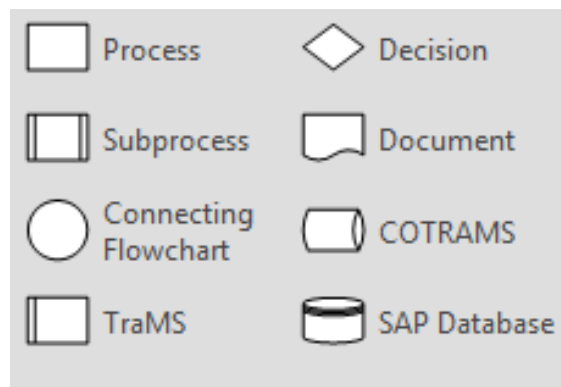 Process
Decision
Subprocess
Document
Connecting
Flowchart
COTRAMS
TraMS
SAP Database